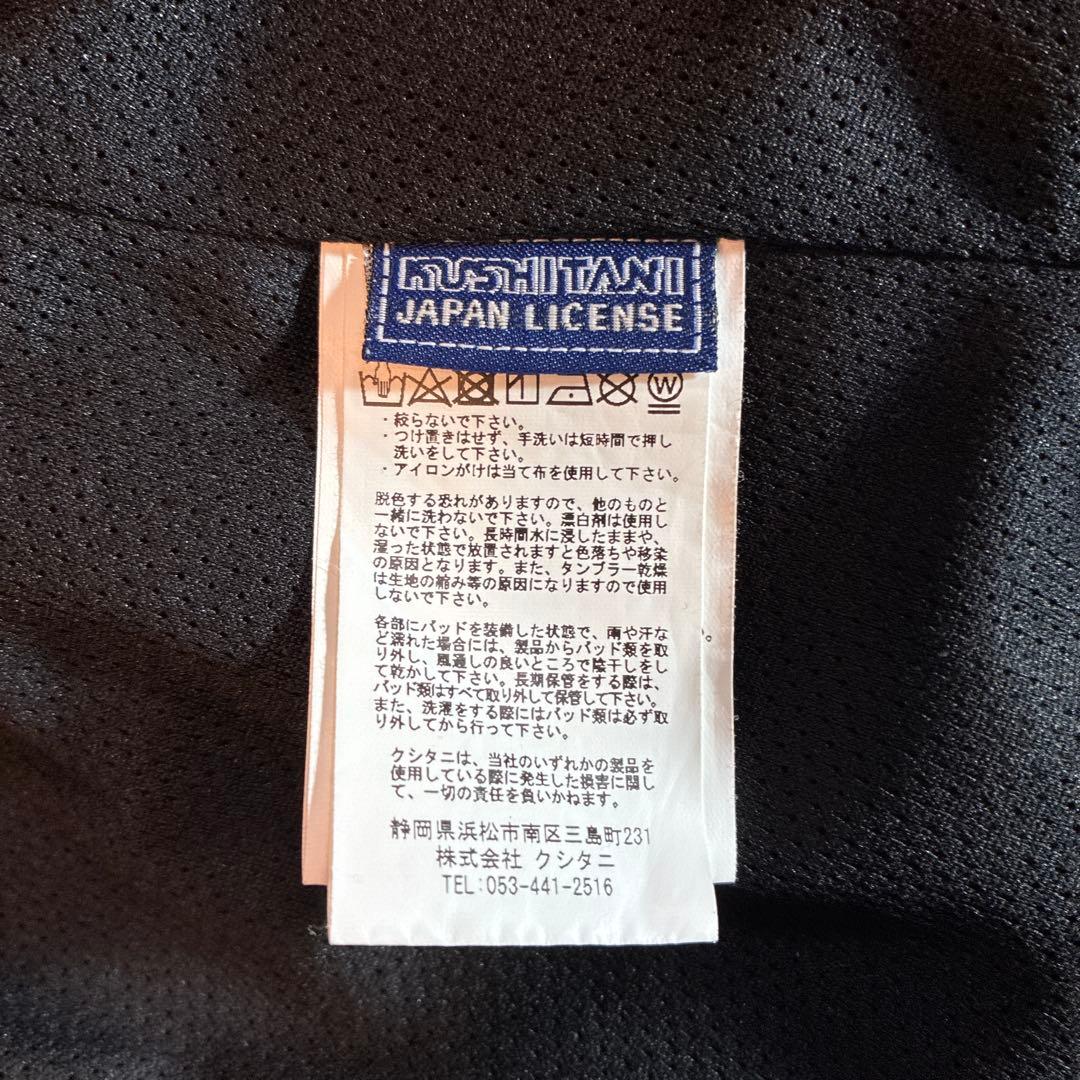 KUSHITANI
JAPAN LICENSE
W
・絞らないで下さい。
・つけ置きはせず、手洗いは短時間で押し
洗いをして下さい。
・アイロンがけは当て布を使用して下さい。
脱色する恐れがありますので、他のものと
一緒に洗わないで下さい。漂白剤は使用し
ないで下さい。長時間水に浸したままや、
湿った状態で放置されますと色落ちや移染
の原因となります。また、タンブラー乾燥
は生地の縮み等の原因になりますので使用
しないで下さい。
各部にパッドを装備した状態で、雨や汗な
ど濡れた場合には、製品からパッド類を取
り外し、風通しの良いところで陰干しをし
て乾かして下さい。長期保管をする際は、
パッド類はすべて取り外して保管して下さい。
また、洗濯をする際にはパッド類は必ず取
り外してから行って下さい。
クシタニは、当社のいずれかの製品を
使用している際に発生した損害に関し
て、一切の責任を負いかねます。
静岡県浜松市南区三島町231
株式会社 クシタニ
TEL:053-441-2516